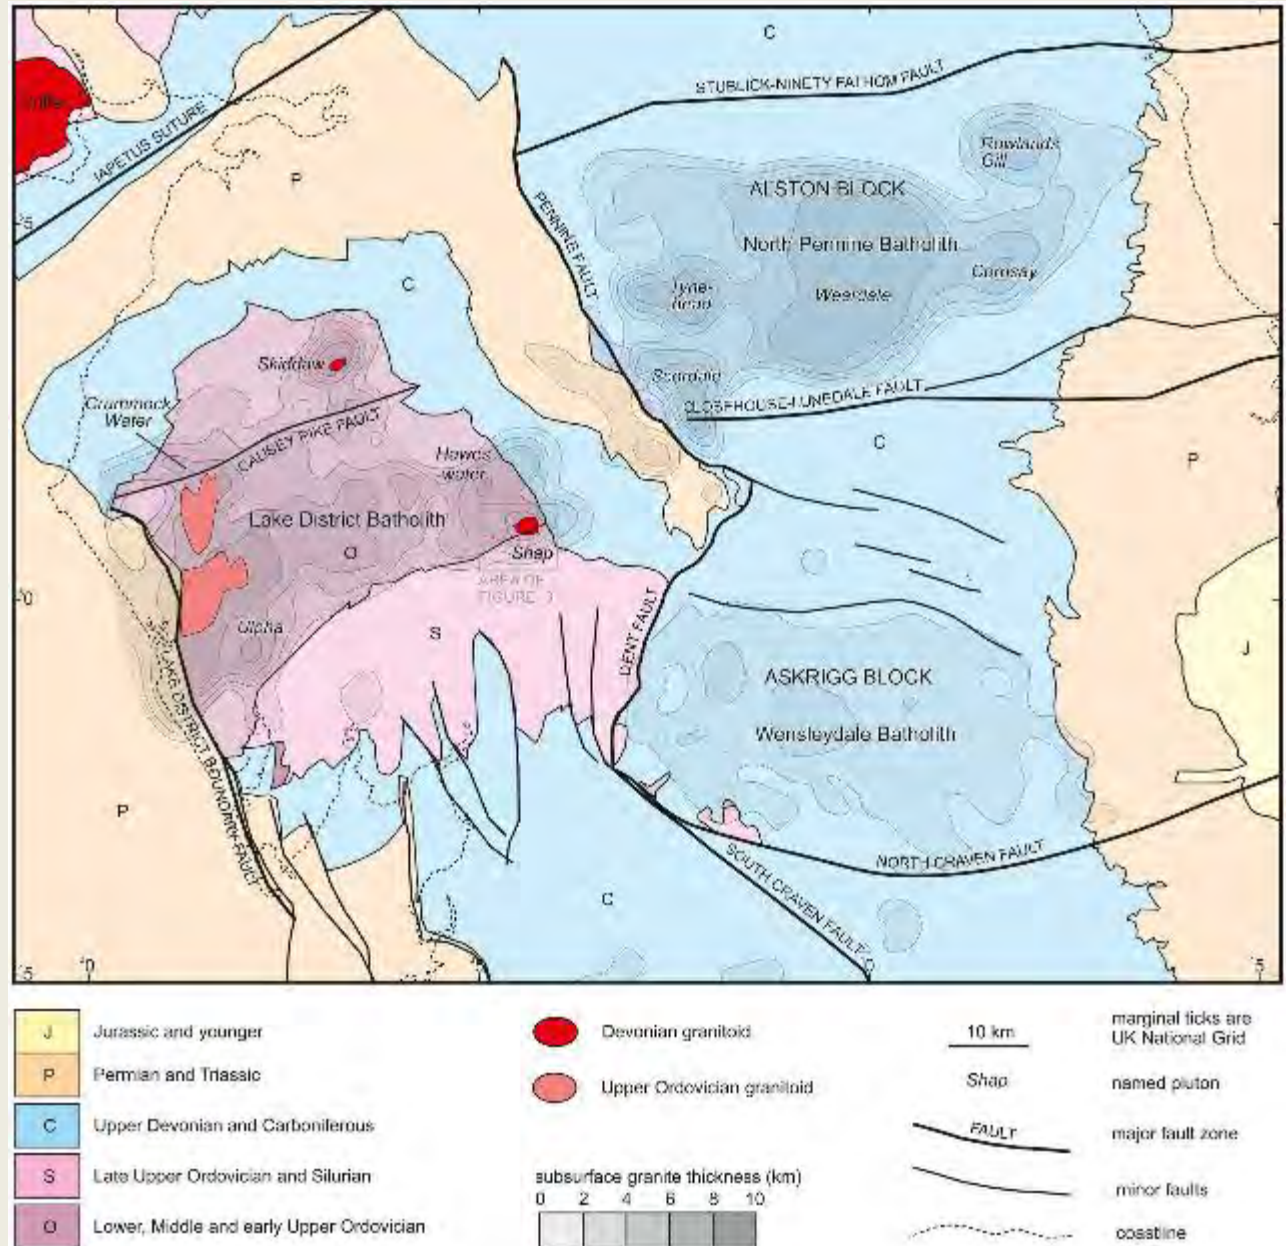 C
STUBLICK-NINETY FATHOM FAULT
IAPETUS SUTURE
P
Rowlands
Gill
ALSTON BLOCK
PENNINE FAULT
North Pennine Batholith
Cornsay
Tyne-
head
Weardale
C
Skiddaw
Scordale
CLOSEHOUSE-LUNEDALE FAULT
Crummock
Water
CAUSEY PIKE FAULT
Hawes
-water
C
P
Lake District Batholith
O
Shap
AREA OF
FIGURE 3
Ulpha
S
DENT FAULT
J
ASKRIGG BLOCK
Wensleydale Batholith
LAKE DISTRICT BOUNDARY FAULT
P
NORTH CRAVEN FAULT
SOUTH CRAVEN FAULT
C
J Jurassic and younger
P Permian and Triassic
C Upper Devonian and Carboniferous
S Late Upper Ordovician and Silurian
O Lower, Middle and early Upper Ordovician
Devonian granitoid
Upper Ordovician granitoid
subsurface granite thickness (km)
0 2 4 6 8 10
10 km
marginal ticks are
UK National Grid
Shap
named pluton
FAULT
major fault zone
minor faults
coastline